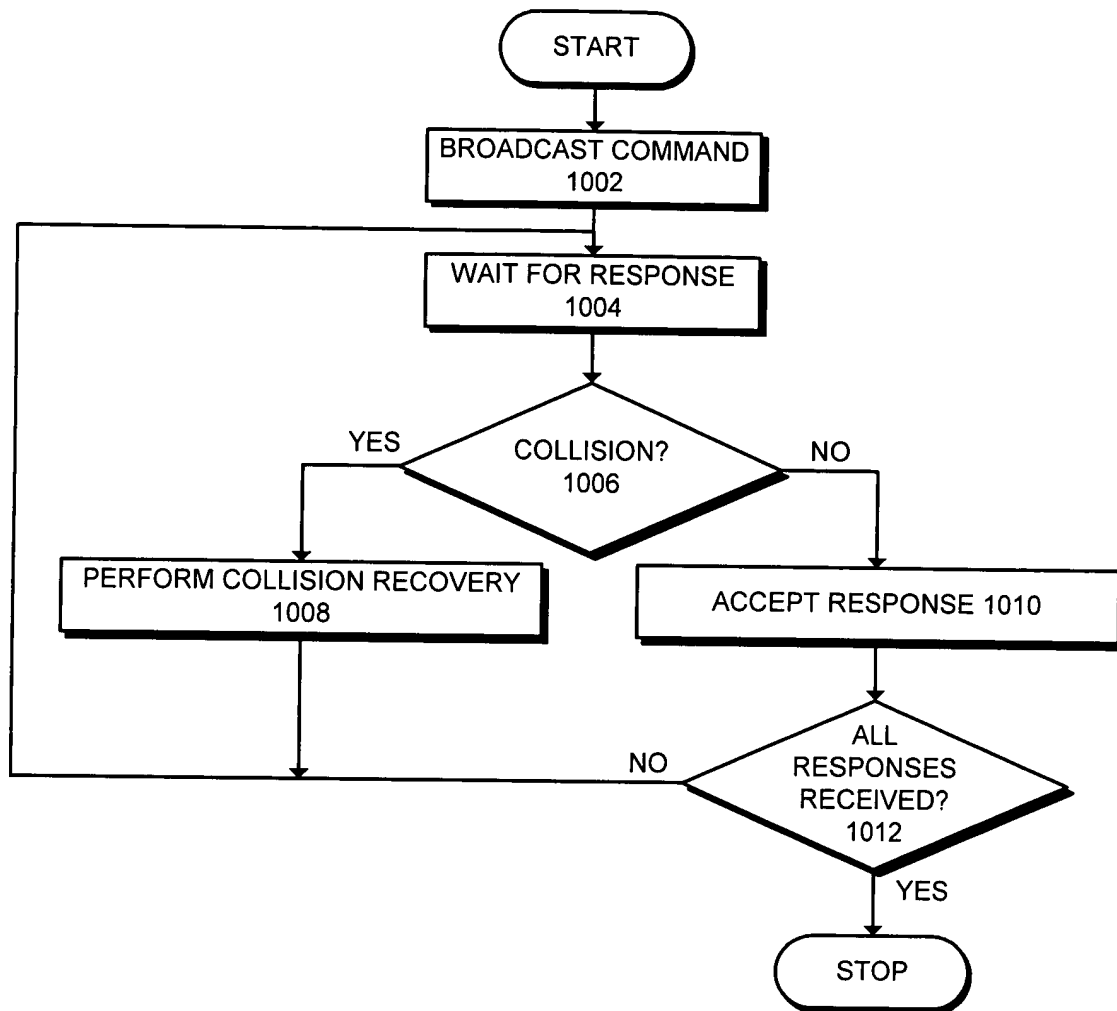 START
BROADCAST COMMAND
1002
WAIT FOR RESPONSE
1004
YES
COLLISION?
1006
NO
PERFORM COLLISION RECOVERY
1008
ACCEPT RESPONSE 1010
NO
ALL
RESPONSES
RECEIVED?
1012
YES
STOP